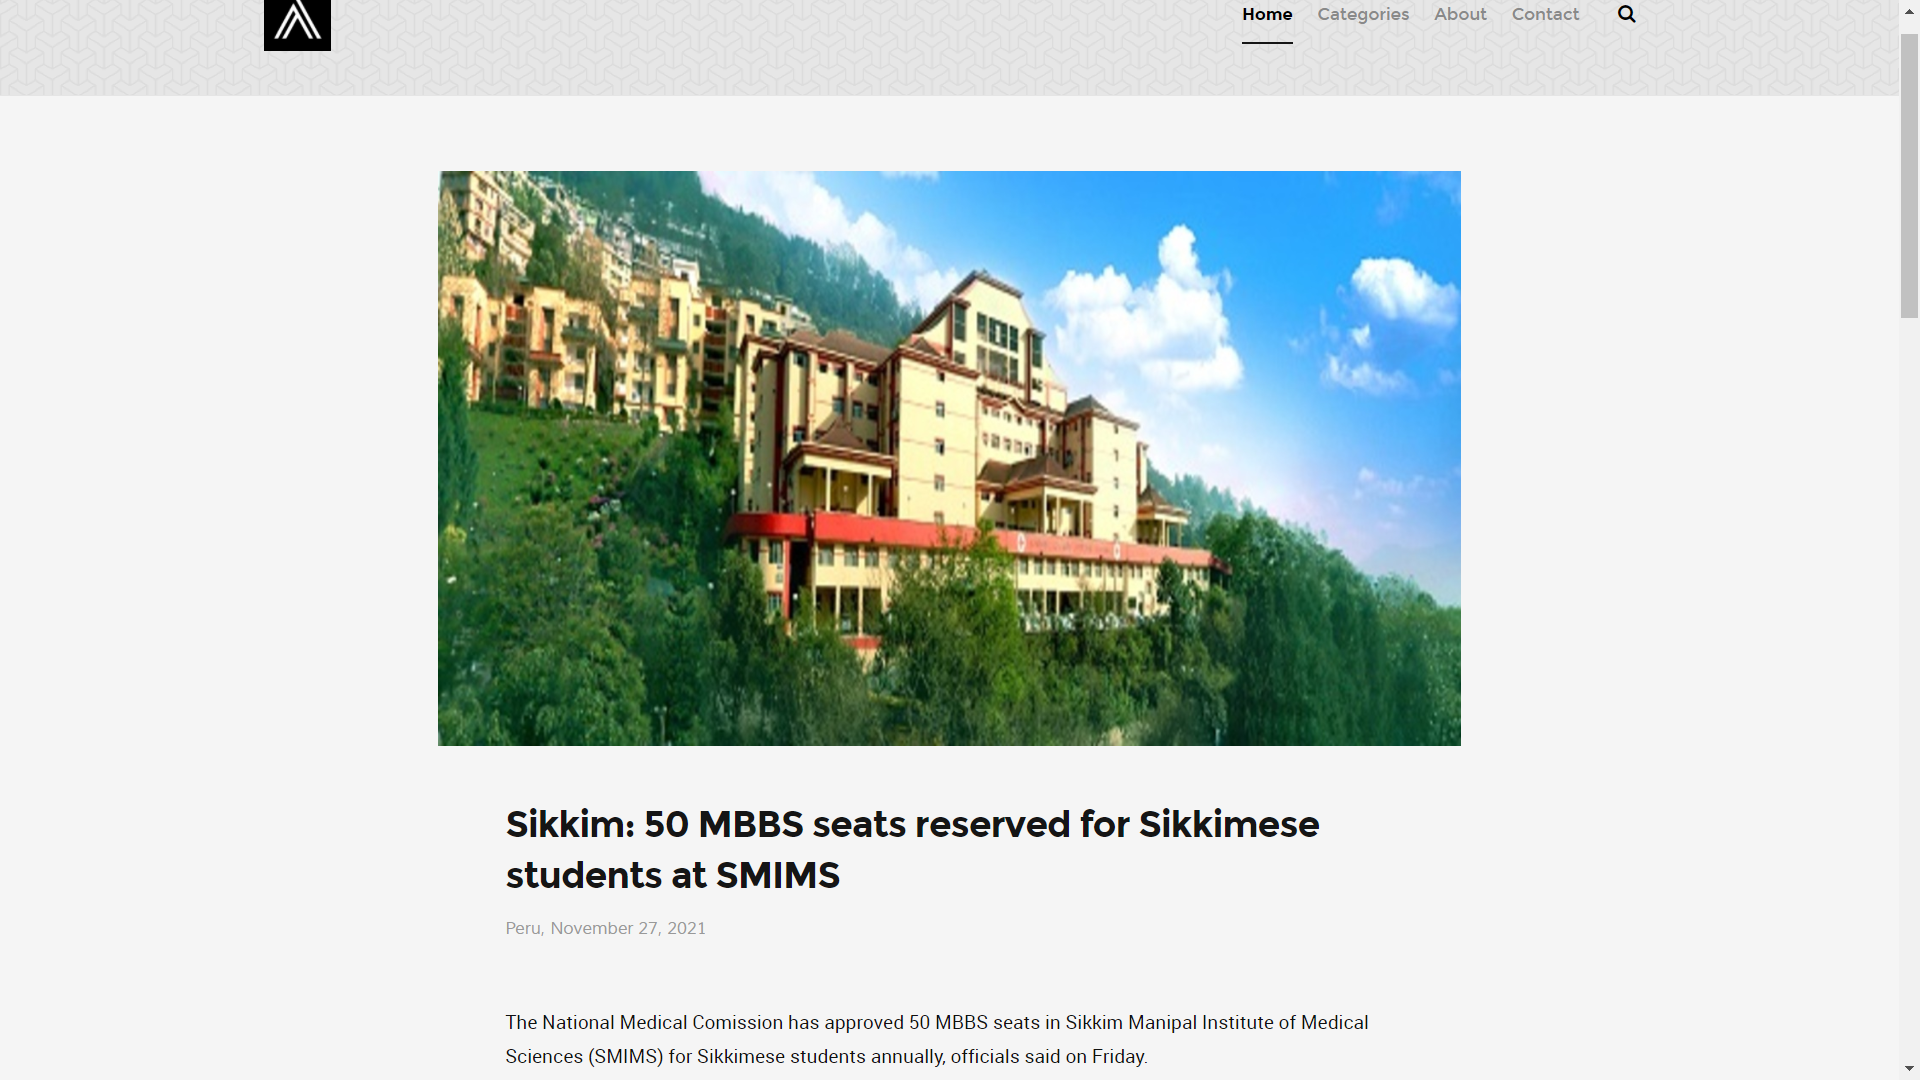 Home Categories About Contact
Sikkim: 50 MBBS seats reserved for Sikkimese
students at SMIMS
Peru, November 27, 2021
The National Medical Comission has approved 50 MBBS seats in Sikkim Manipal Institute of Medical
Sciences (SMIMS) for Sikkimese students annually, officials said on Friday.